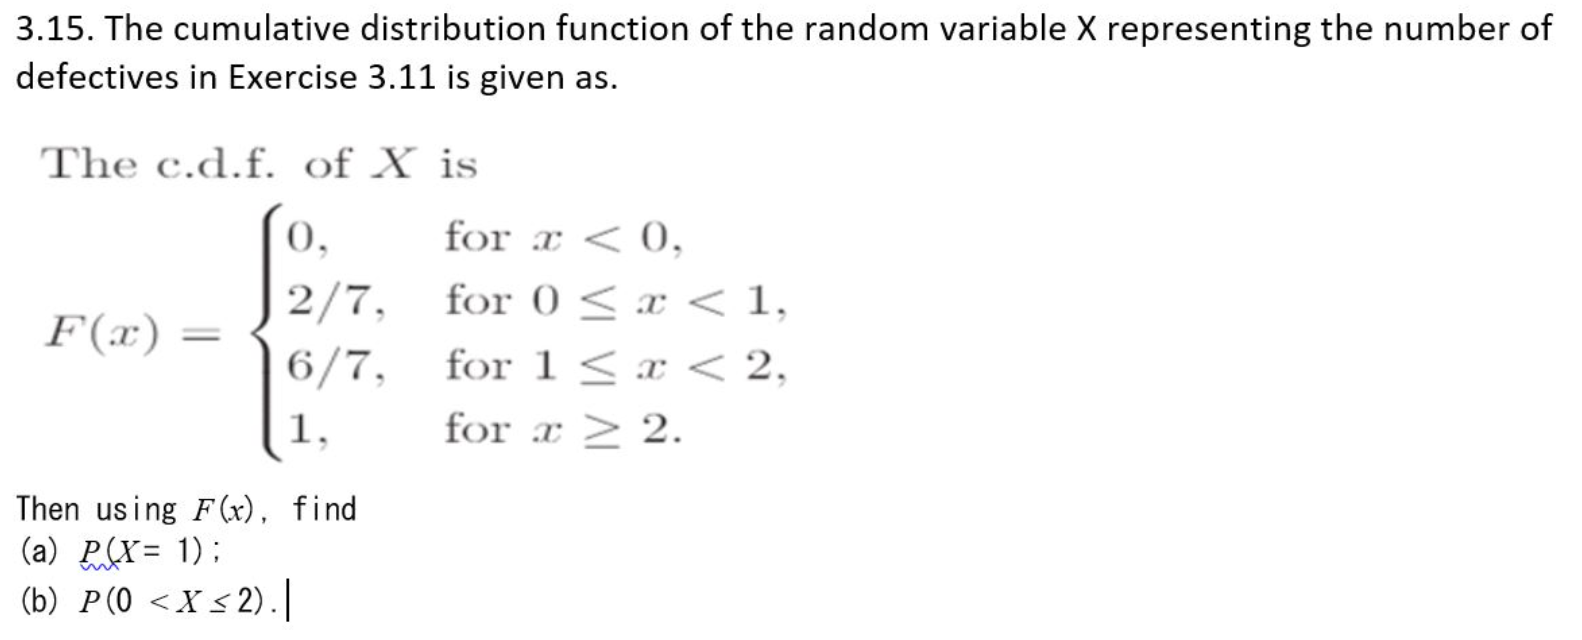 3.15. The cumulative distribution function of the random variable X representing the number of
defectives in Exercise 3.11 is given as.
The c.d.f. of X is
F(x) =
0, for x < 0,
2/7, for 0 ≤ x < 1,
6/7, for 1 ≤ x < 2,
1, for x ≥ 2.
Then using F(x), find
(a) P(X= 1);
(b) P(0 <X ≤ 2).